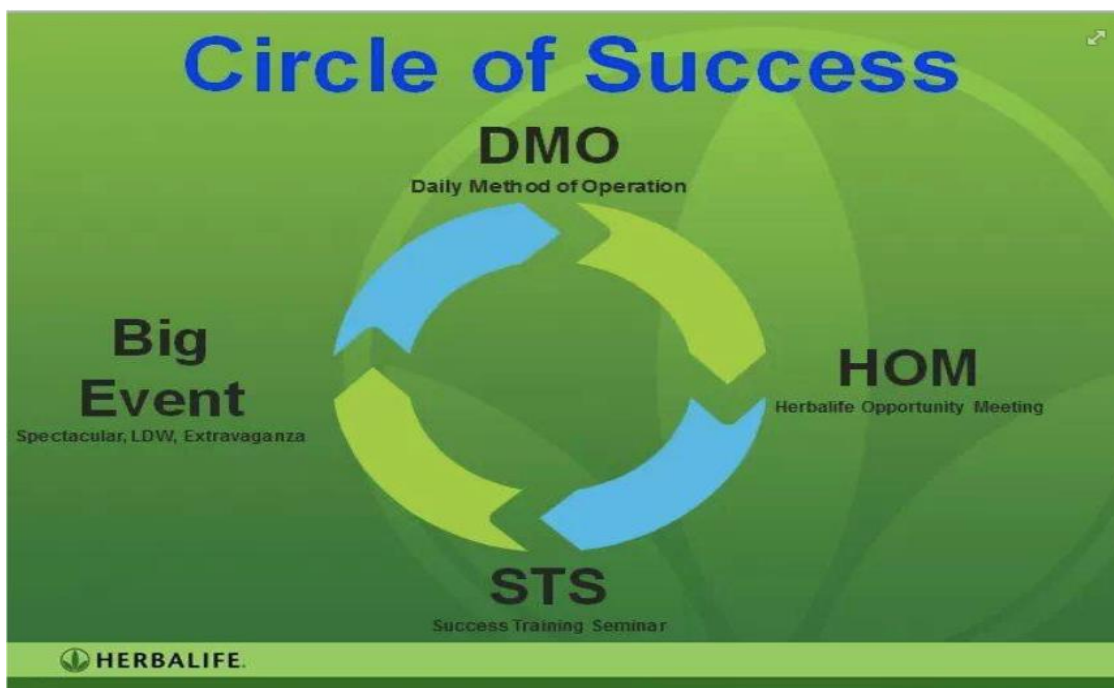 Circle of Success
DMO
Daily Method of Operation
Big
Event
Spectacular, LDW, Extravaganza
HOM
Herbalife Opportunity Meeting
STS
Success Training Seminar
HERBALIFE.